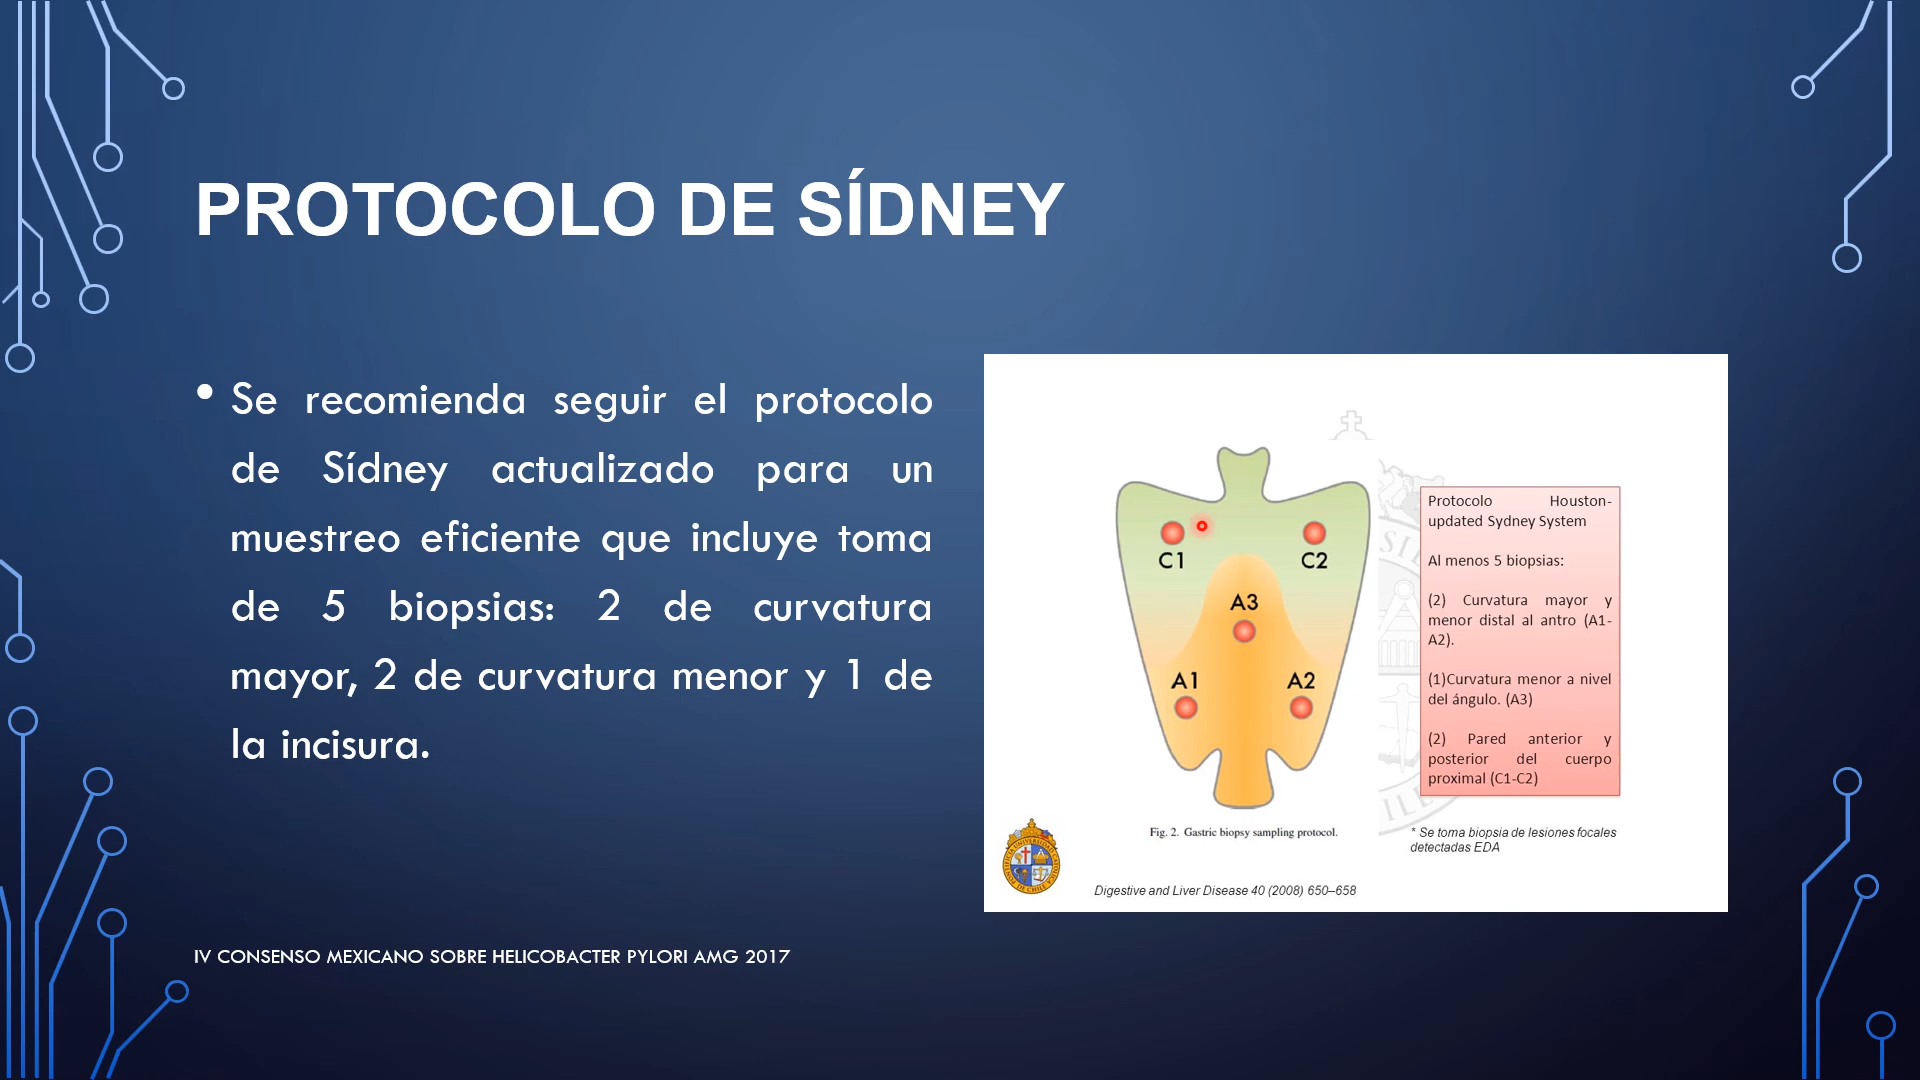 PROTOCOLO DE SÍDNEY
• Se recomienda seguir el protocolo
de Sídney actualizado para un
muestreo eficiente que incluye toma
de 5 biopsias: 2 de curvatura
mayor, 2 de curvatura menor y 1 de
la incisura.
C1
C2
A3
A1
A2
Fig. 2. Gastric biopsy sampling protocol.
Protocolo Houston-
updated Sydney System
Al menos 5 biopsias:
(2) Curvatura mayor y
menor distal al antro (A1-
A2).
(1)Curvatura menor a nivel
del ángulo. (A3)
(2) Pared anterior y
posterior del cuerpo
proximal (C1-C2)
* Se toma biopsia de lesiones focales
detectadas EDA
Digestive and Liver Disease 40 (2008) 650–658
IV CONSENSO MEXICANO SOBRE HELICOBACTER PYLORI AMG 2017